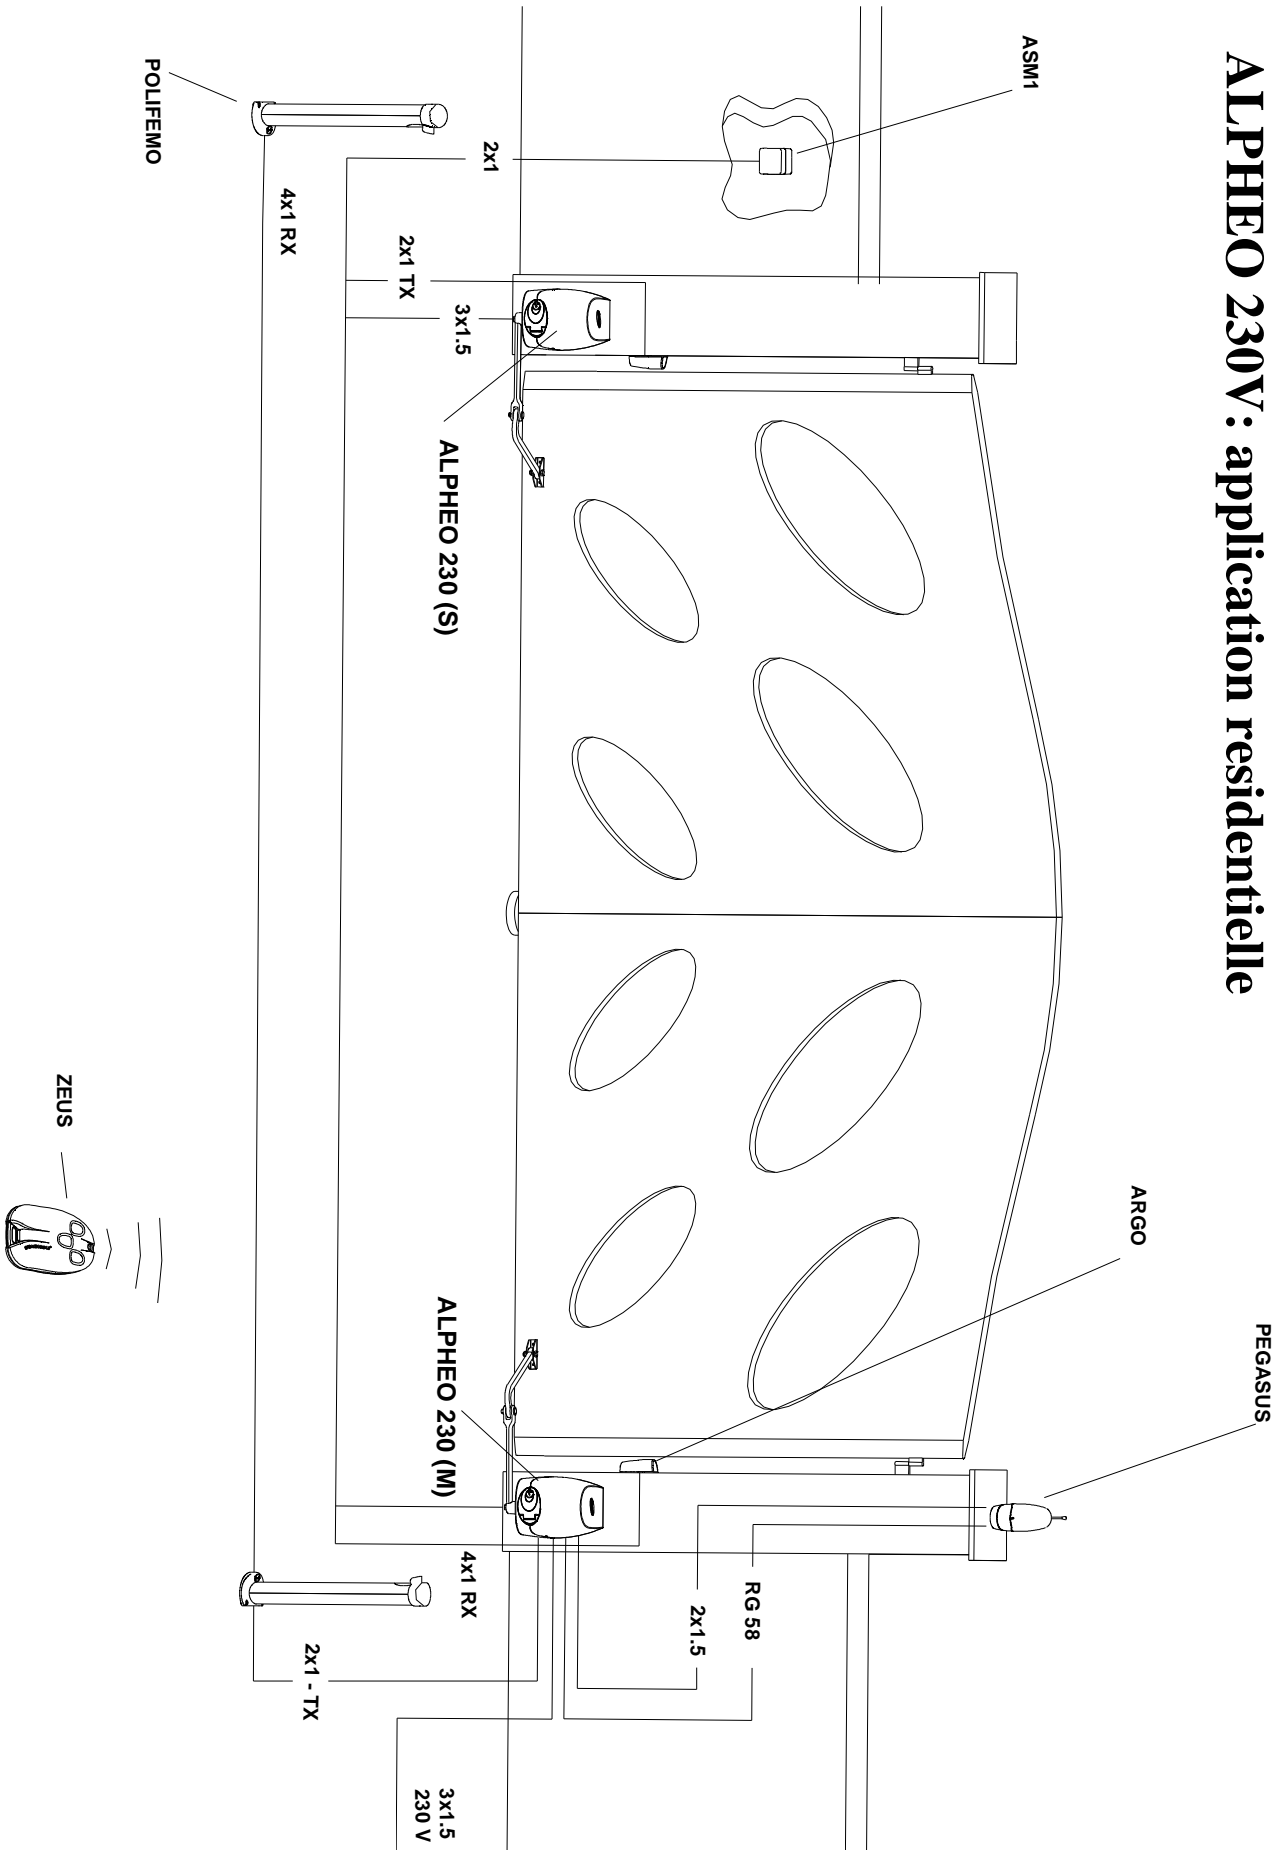 ALPHEO 230V: application residentielle
PEGASUS
ASM1
ARGO
RG 58
2x1.5
2x1
4x1 RX
3x1.5
2x1 TX
ALPHEO 230 (S)
ALPHEO 230 (M)
3x1.5
230 V
2x1 - TX
4x1 RX
POLIFEMO
ZEUS